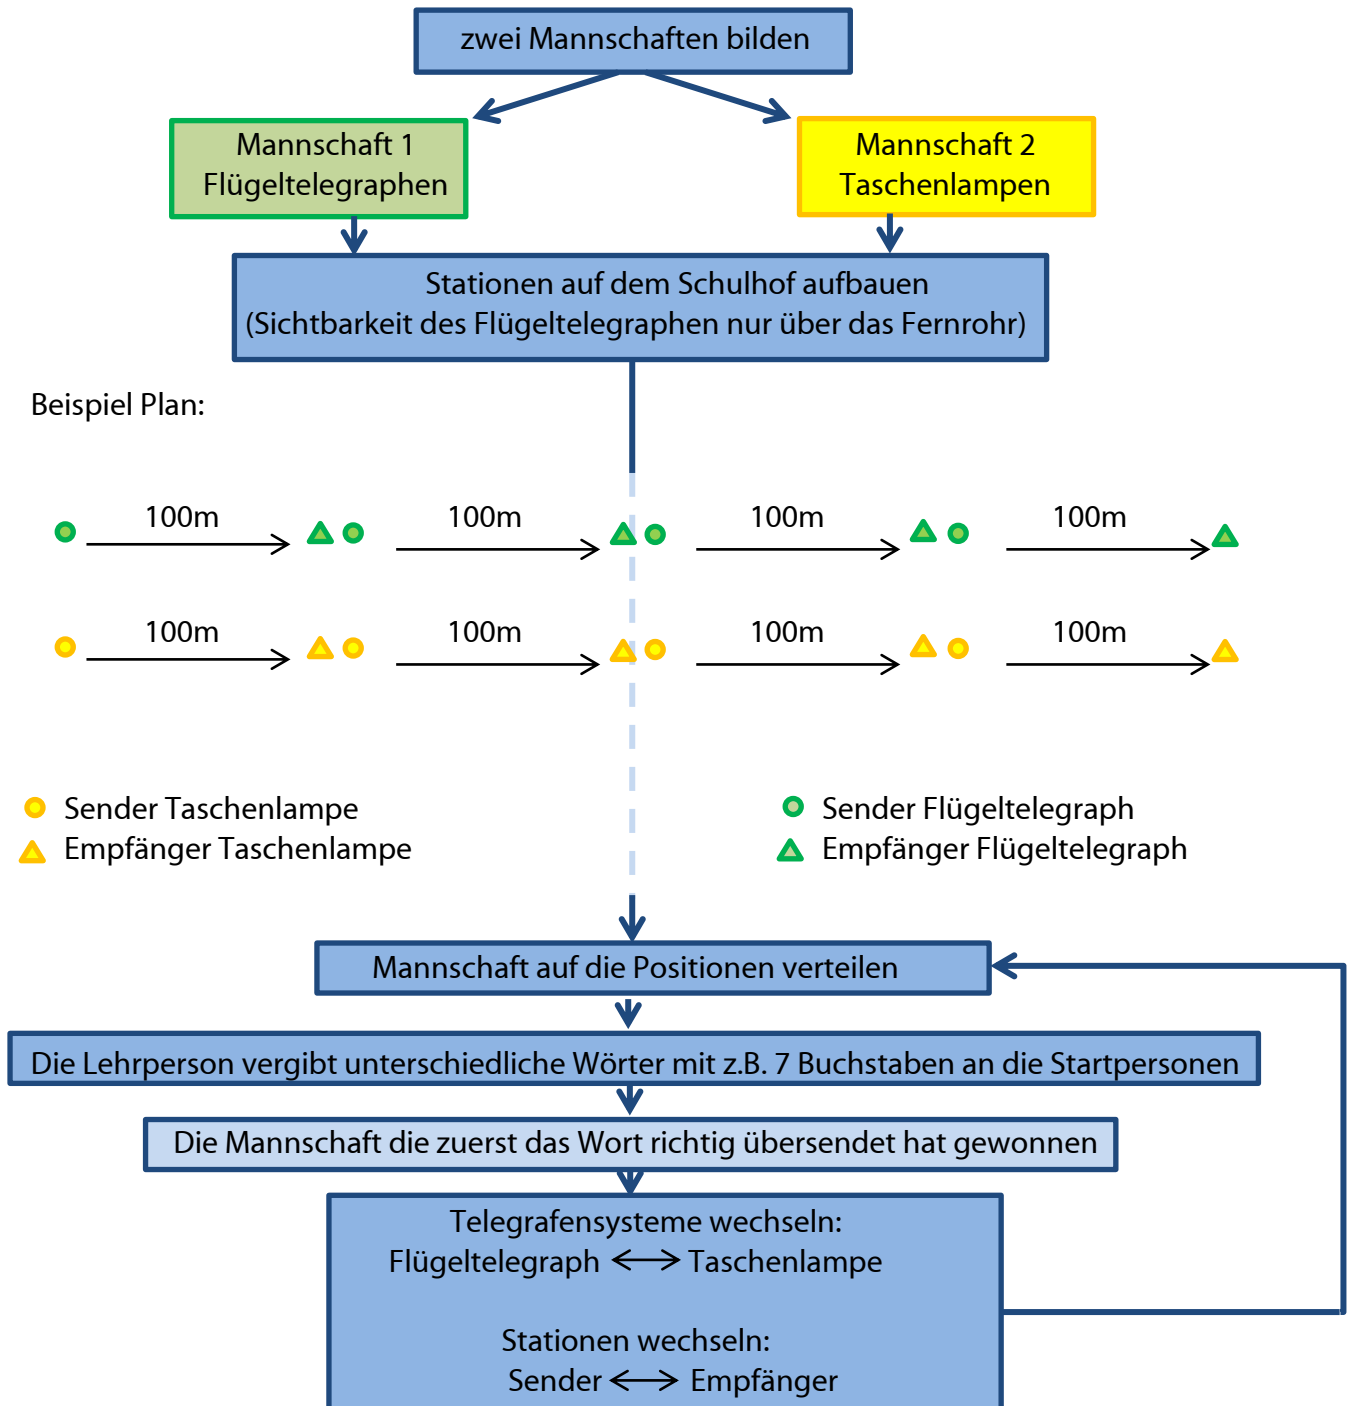 zwei Mannschaften bilden
Mannschaft 1
Flügeltelegraphen
Mannschaft 2
Taschenlampen
Stationen auf dem Schulhof aufbauen
(Sichtbarkeit des Flügeltelegraphen nur über das Fernrohr)
Beispiel Plan:
100m 100m 100m 100m
100m 100m 100m 100m
Sender Taschenlampe
Empfänger Taschenlampe
Sender Flügeltelegraph
Empfänger Flügeltelegraph
Mannschaft auf die Positionen verteilen
Die Lehrperson vergibt unterschiedliche Wörter mit z.B. 7 Buchstaben an die Startpersonen
Die Mannschaft die zuerst das Wort richtig übersendet hat gewonnen
Telegrafensysteme wechseln:
Flügeltelegraph Taschenlampe
Stationen wechseln:
Sender Empfänger